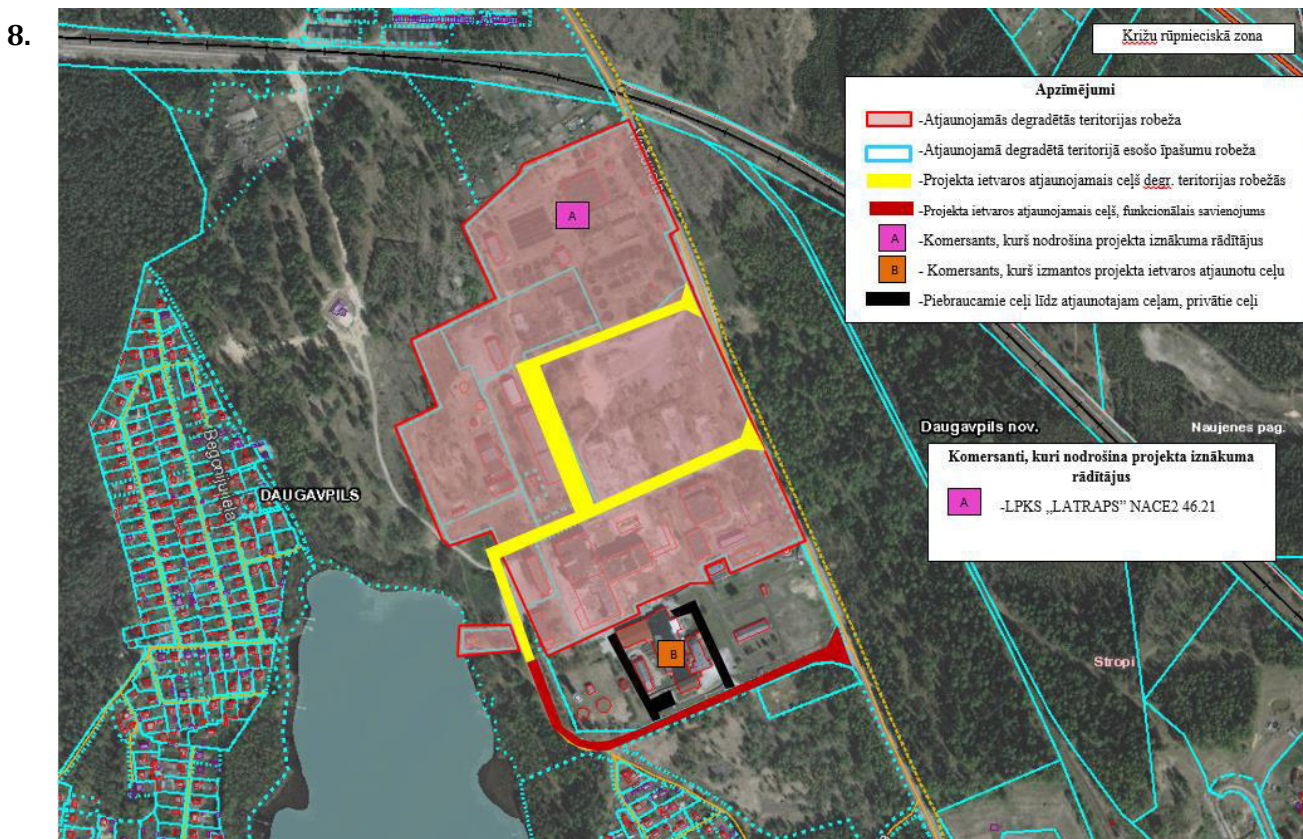 8.
Križu rūpnieciskā zona
Apzīmējumi
-Atjaunojamās degradētās teritorijas robeža
-Atjaunojamā degradētā teritorijā esošo īpašumu robeža
-Projekta ietvaros atjaunojamais ceļš degr. teritorijas robežās
-Projekta ietvaros atjaunojamais ceļš, funkcionālais savienojums
A -Komersants, kurš nodrošina projekta iznākuma rādītājus
B - Komersants, kurš izmantos projekta ietvaros atjaunotu ceļu
-Piebraucamie ceļi līdz atjaunotajam ceļam, privātie ceļi
A
Daugavpils nov.
Naujenes pag.
Komersanti, kuri nodrošina projekta iznākuma
rādītājus
A -LPKS „LATRAPS” NACE2 46.21
Begoniju iela
DAUGAVPILS
B
Stropi